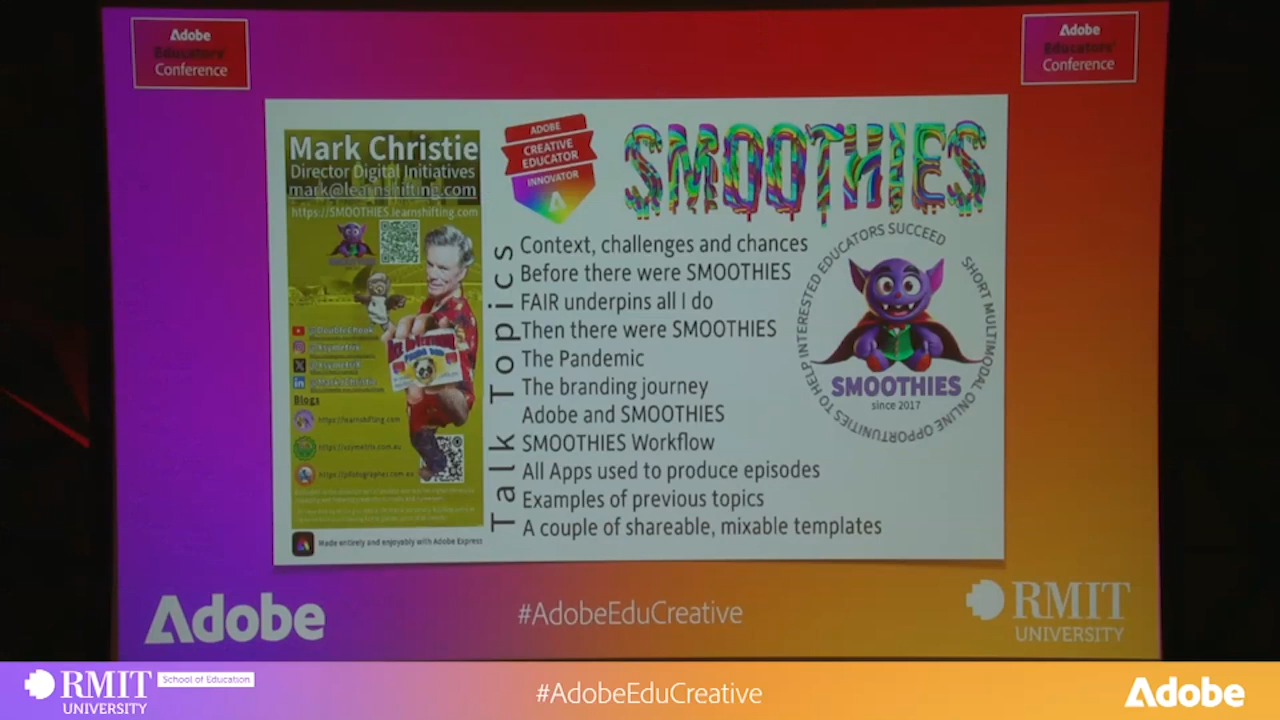 Adobe
Educators'
Conference
Adobe
Educators'
Conference
Mark Christie
Director Digital Initiatives
mark@learnshifting.com
https://SMOOTHIES.learnshifting.com
SMOOTHIES
@DoubleChook
Blogs
https://learnshifting.com
Made entirely and enjoyably with Adobe Express
ADOBE
CREATIVE
EDUCATOR
INNOVATOR
SMOOTHIES
Talk Topics
Context, challenges and chances
Before there were SMOOTHIES
FAIR underpins all I do
Then there were SMOOTHIES
The Pandemic
The branding journey
Adobe and SMOOTHIES
SMOOTHIES Workflow
All Apps used to produce episodes
Examples of previous topics
A couple of shareable, mixable templates
SHORT MULTIMODAL ONLINE OPPORTUNITIES TO HELP INTERESTED EDUCATORS SUCCEED
SMOOTHIES
since 2017
Adobe
#AdobeEduCreative
RMIT
UNIVERSITY
RMIT
UNIVERSITY
School of Education
#AdobeEduCreative
Adobe